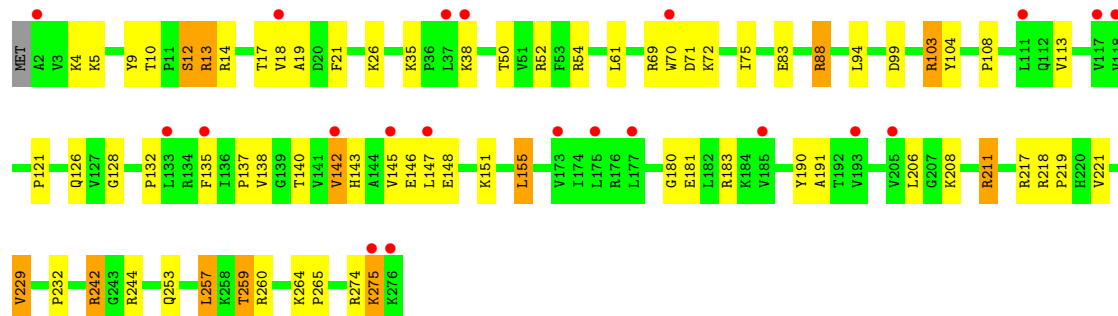 MET A2 V3 K4 K5 Y9 T10 P11 S12 R13 R14 T17 V18 A19 D20 F21 K26 K35 P36 L37 K38 T50 V51 R52 F53 R54 L61 R69 W70 D71 K72 I75 E83 R88 L94 D99 R103 Y104 P108 L111 Q112 V113 V117 V118
P121 Q126 V127 G128 P132 L133 R134 F135 I136 P137 V138 G139 T140 V141 V142 H143 A144 V145 E146 L147 E148 K151 L155 V173 I174 L175 R176 L177 G180 E181 L182 R183 K184 V185 Y190 A191 T192 V193 V205 L206 G207 K208 R211 R217 R218 P219 H220 V221
V229 P232 R242 G243 R244 Q253 L257 K258 T259 R260 K264 P265 R274 K275 K276